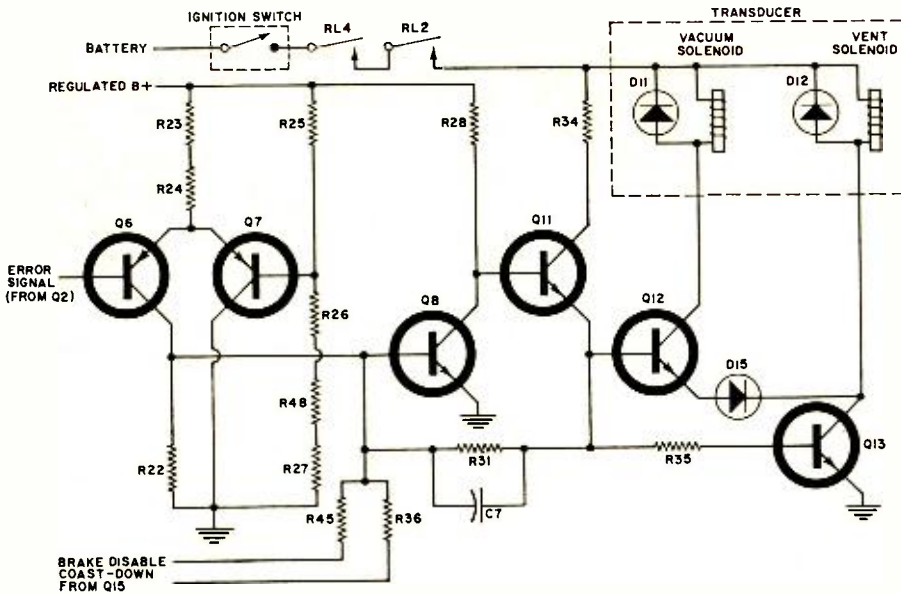 IGNITION SWITCH
RL4
RL2
BATTERY
TRANSDUCER
VACUUM
SOLENOID
VENT
SOLENOID
D11
D12
REGULATED B+
R23
R25
R28
R34
R24
Q6
Q7
Q11
ERROR
SIGNAL
(FROM Q2)
R26
Q8
Q12
D15
R48
R22
R27
R31
R35
Q13
C7
R45
R36
BRAKE DISABLE
COAST-DOWN
FROM Q15